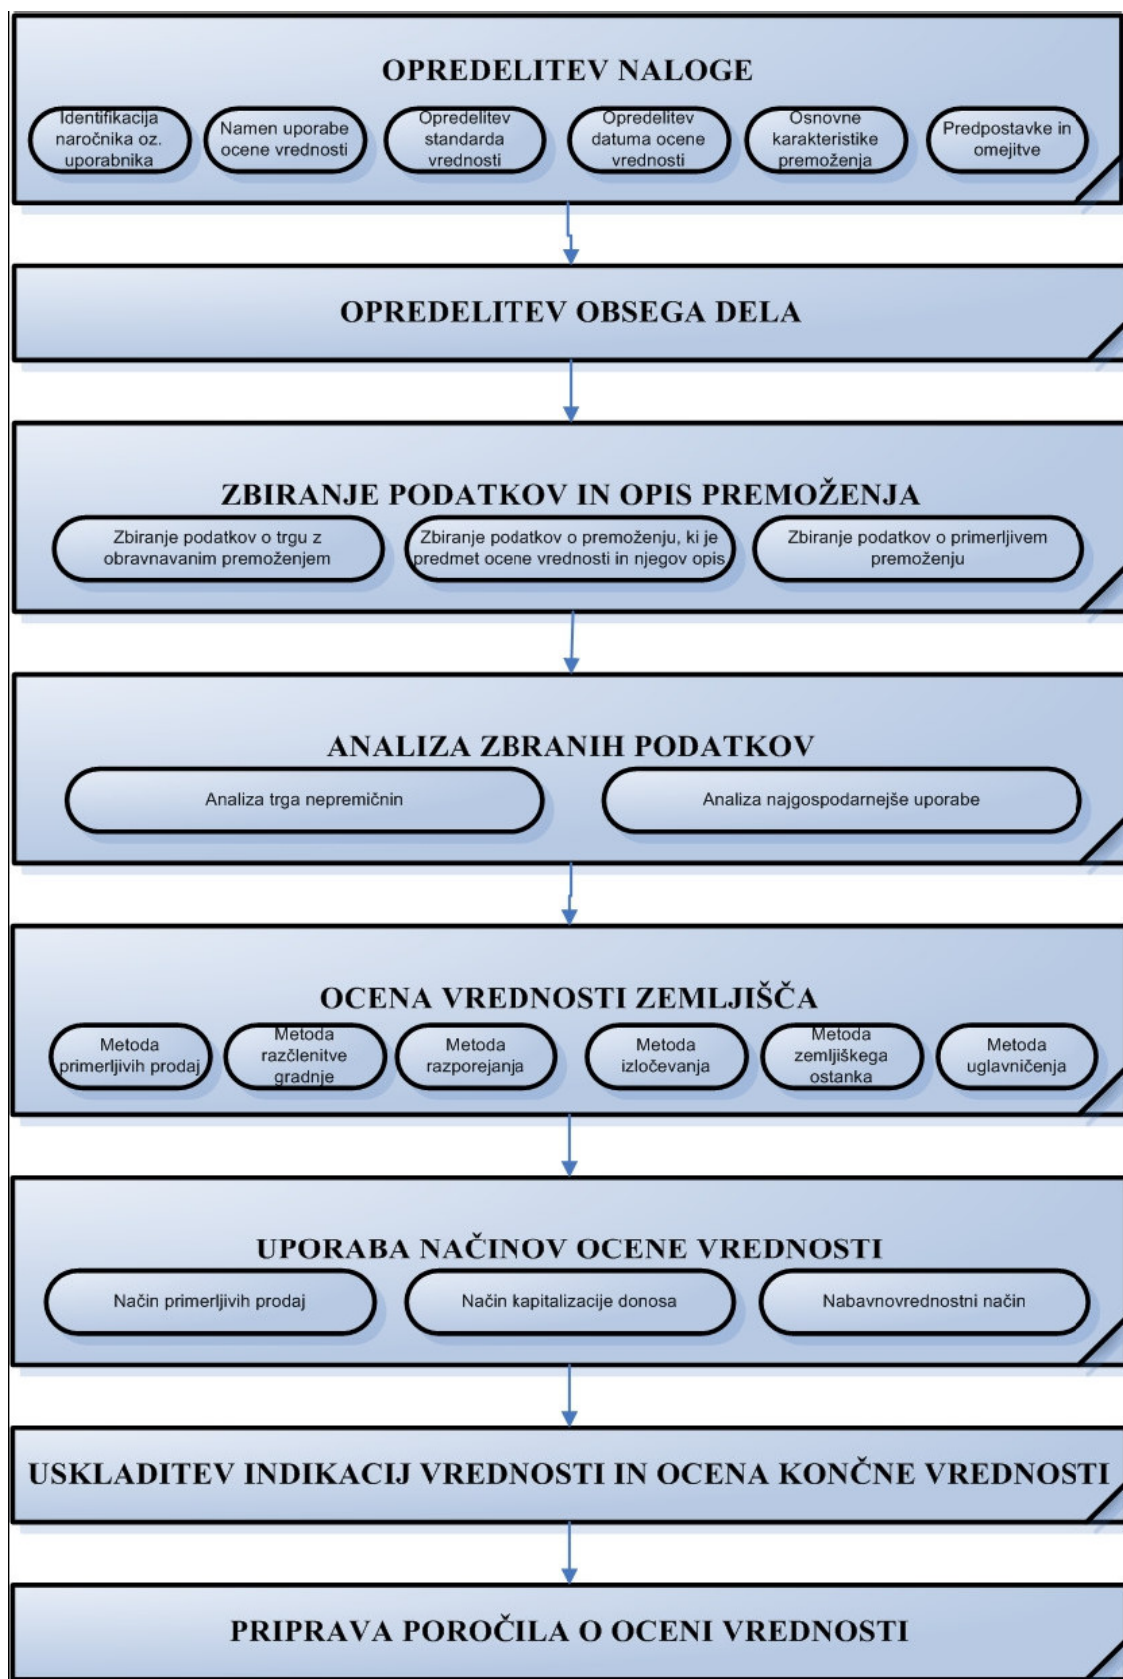 OPREDELITEV NALOGE
Identifikacija
naročnika oz.
uporabnika
Namen uporabe
ocene vrednosti
Opredelitev
standarda
vrednosti
Opredelitev
datuma ocene
vrednosti
Osnovne
karakteristike
premoženja
Predpostavke in
omejitve
OPREDELITEV OBSEGA DELA
ZBIRANJE PODATKOV IN OPIS PREMOŽENJA
Zbiranje podatkov o trgu z
obravnavanim premoženjem
Zbiranje podatkov o premoženju, ki je
predmet ocene vrednosti in njegov opis
Zbiranje podatkov o primerljivem
premoženju
ANALIZA ZBRANIH PODATKOV
Analiza trga nepremičnin
Analiza najgospodarnejše uporabe
OCENA VREDNOSTI ZEMLJIŠČA
Metoda
primerljivih prodaj
Metoda
razčlenitve
gradnje
Metoda
razporejanja
Metoda
izločevanja
Metoda
zemljiškega
ostanka
Metoda
uglavničenja
UPORABA NAČINOV OCENE VREDNOSTI
Način primerljivih prodaj
Način kapitalizacije donosa
Nabavnovrednostni način
USKLADITEV INDIKACIJ VREDNOSTI IN OCENA KONČNE VREDNOSTI
PRIPRAVA POROČILA O OCENI VREDNOSTI